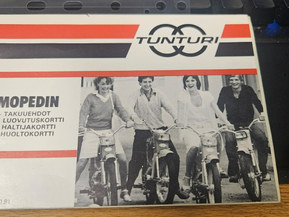 TUNTURI
MOPEDIN
- TAKUUEHDOT
LUOVUTUSKORTTI
HALTIJAKORTTI
HUOLTOKORTTI